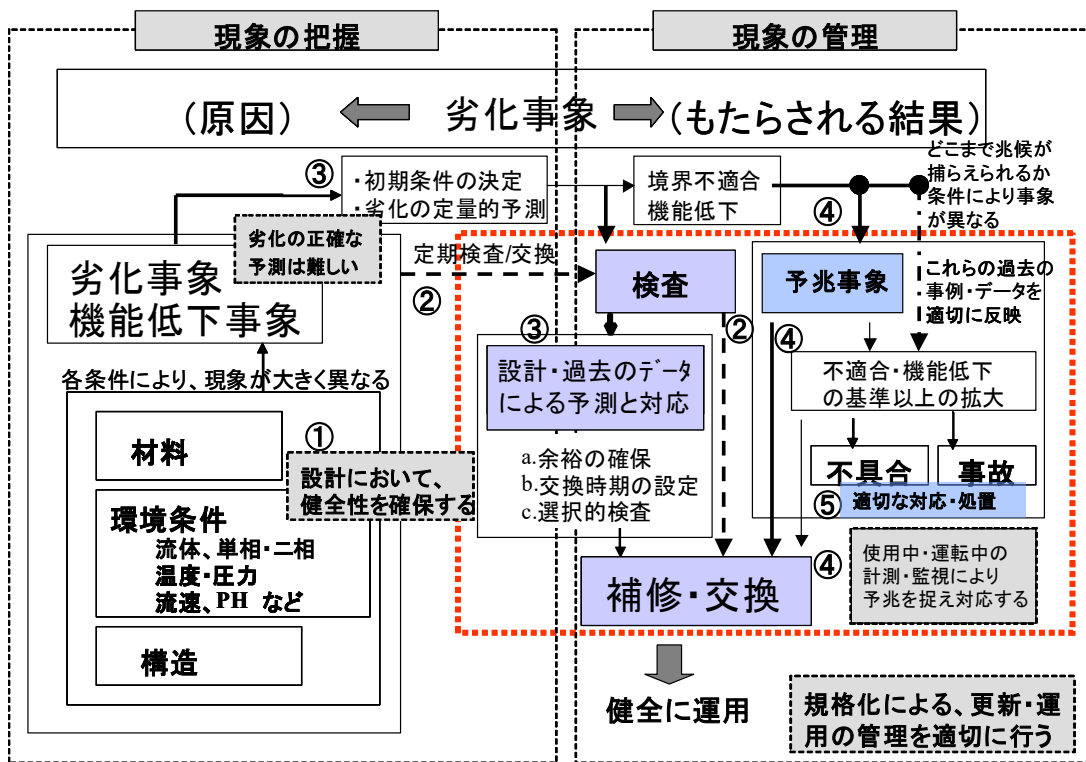 現象の把握
現象の管理
(原因)
劣化事象
(もたらされる結果)
③
・初期条件の決定
・劣化の定量的予測
境界不適合
機能低下
どこまで兆候が
捕らえられるか
条件により事象
が異なる
④
劣化の正確な
予測は難しい
劣化事象
機能低下事象
定期検査/交換
②
検査
予兆事象
これらの過去の
事例・データを
適切に反映
③
②
④
設計・過去のデータ
による予測と対応
不適合・機能低下
の基準以上の拡大
各条件により、現象が大きく異なる
材料
①
設計において、
健全性を確保する
a.余裕の確保
b.交換時期の設定
c.選択的検査
不具合
事故
⑤
適切な対応・処置
環境条件
流体、単相・二相
温度・圧力
流速、PH など
補修・交換
④
使用中・運転中の
計測・監視により
予兆を捉え対応する
構造
健全に運用
規格化による、更新・運
用の管理を適切に行う